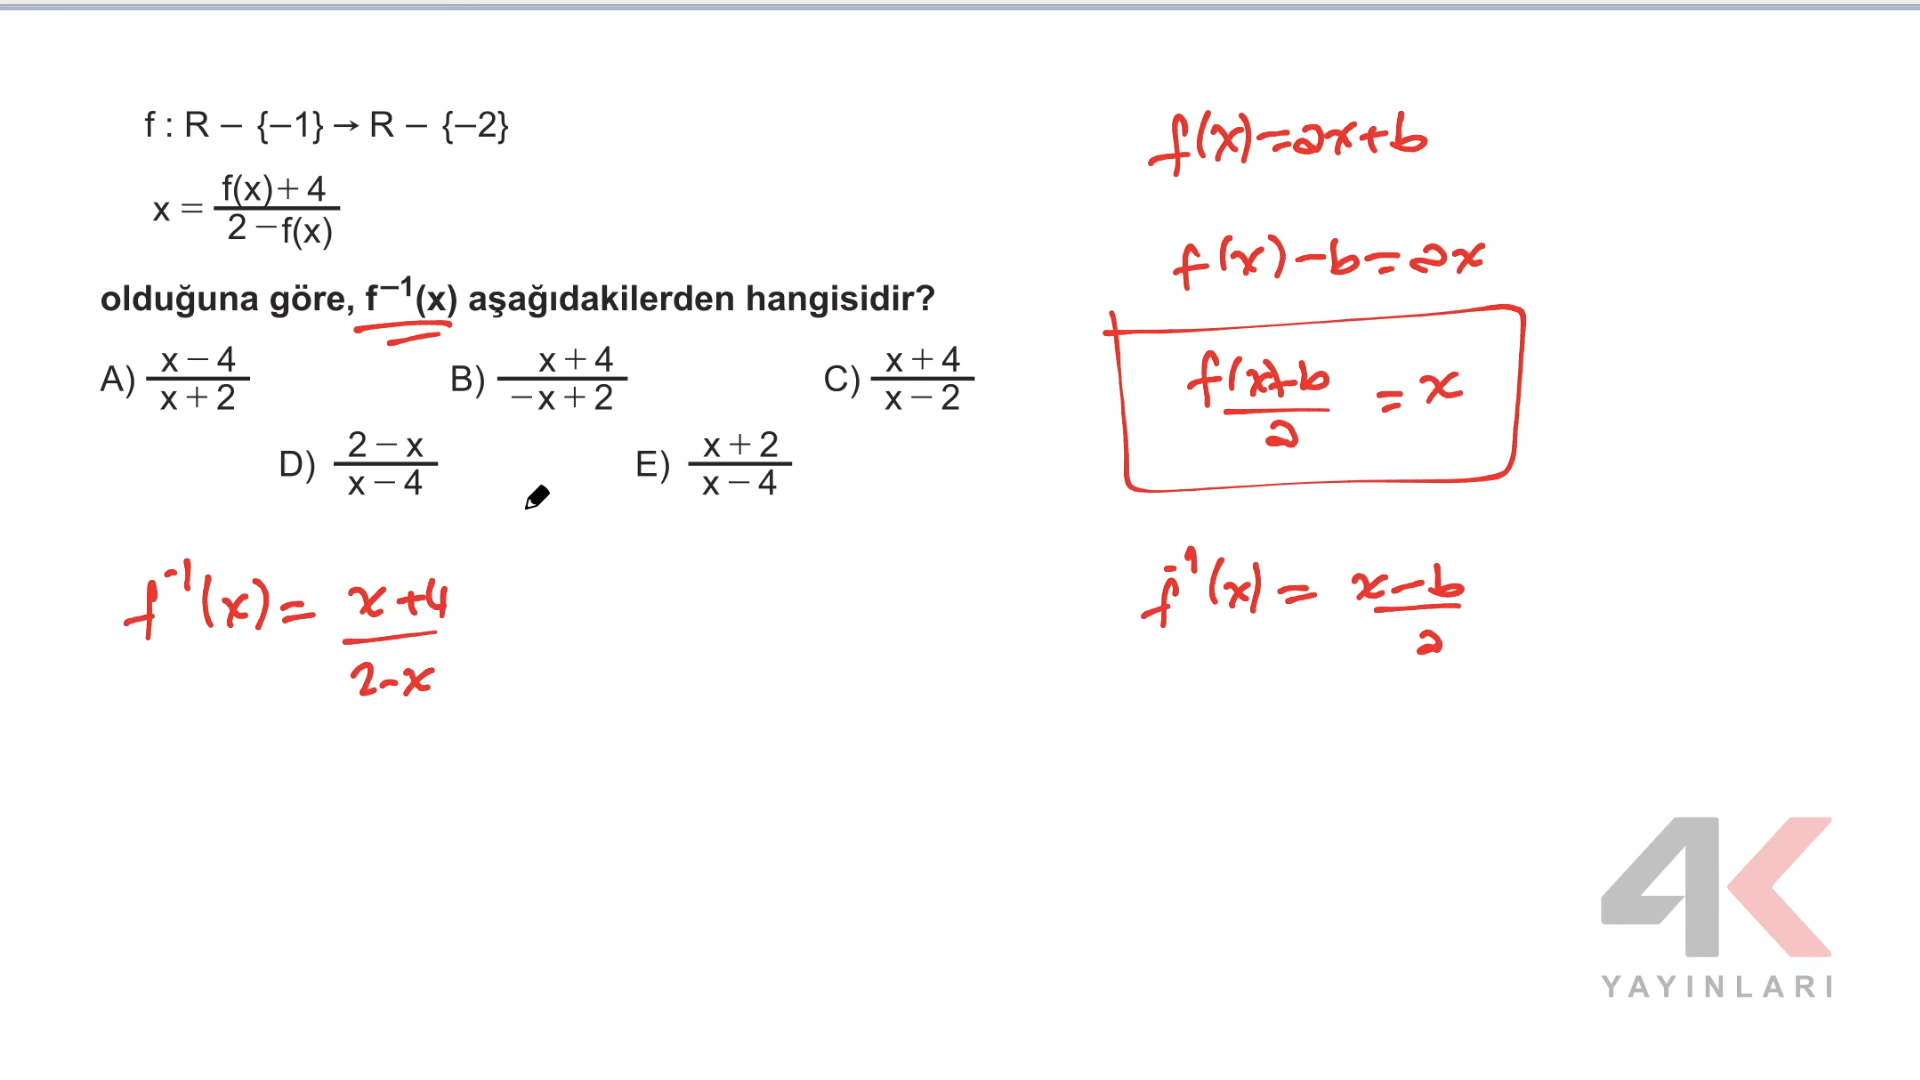 f : R – {–1} → R – {–2}
x = (f(x) + 4) / (2 – f(x))
olduğuna göre, f⁻¹(x) aşağıdakilerden hangisidir?
A) (x – 4) / (x + 2) B) (x + 4) / (–x + 2) C) (x + 4) / (x – 2)
D) (2 – x) / (x – 4) E) (x + 2) / (x – 4)
f⁻¹(x) = (x+4) / (2-x)
f(x)=2x+b
f(x)-b=2x
(f(x)-b) / 2 = x
f⁻¹(x) = (x-b) / 2
4K
YAYINLARI